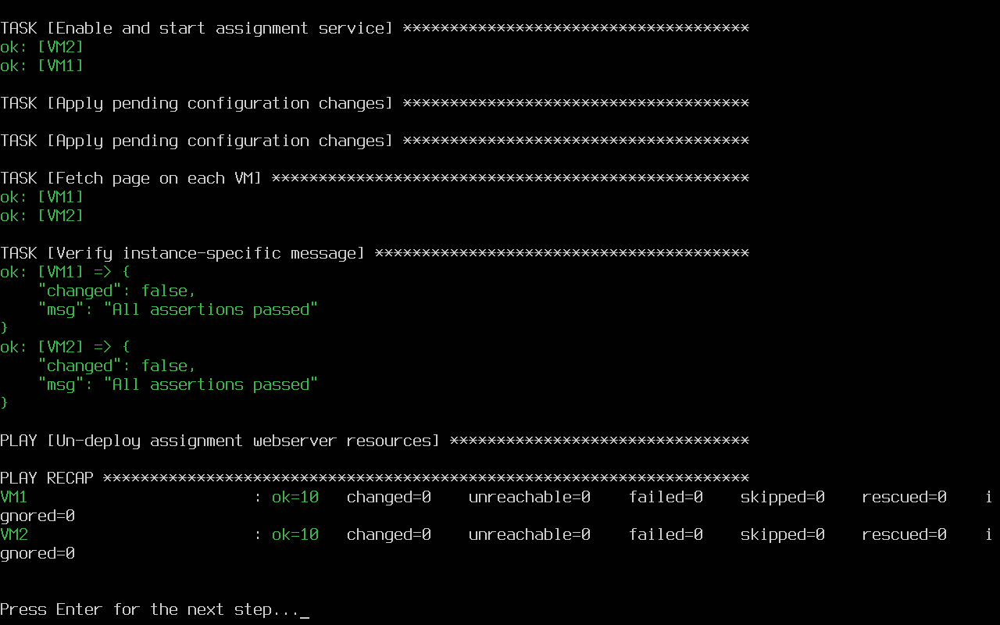 TASK [Enable and start assignment service] *************************************
ok: [VM2]
ok: [VM1]
TASK [Apply pending configuration changes] *************************************
TASK [Apply pending configuration changes] *************************************
TASK [Fetch page on each VM] ***************************************************
ok: [VM1]
ok: [VM2]
TASK [Verify instance-specific message] ****************************************
ok: [VM1] => {
    "changed": false,
    "msg": "All assertions passed"
}
ok: [VM2] => {
    "changed": false,
    "msg": "All assertions passed"
}
PLAY [Un-deploy assignment webserver resources] ********************************
PLAY RECAP *********************************************************************
VM1                        : ok=10   changed=0    unreachable=0    failed=0    skipped=0    rescued=0    i
gnored=0
VM2                        : ok=10   changed=0    unreachable=0    failed=0    skipped=0    rescued=0    i
gnored=0
Press Enter for the next step..._